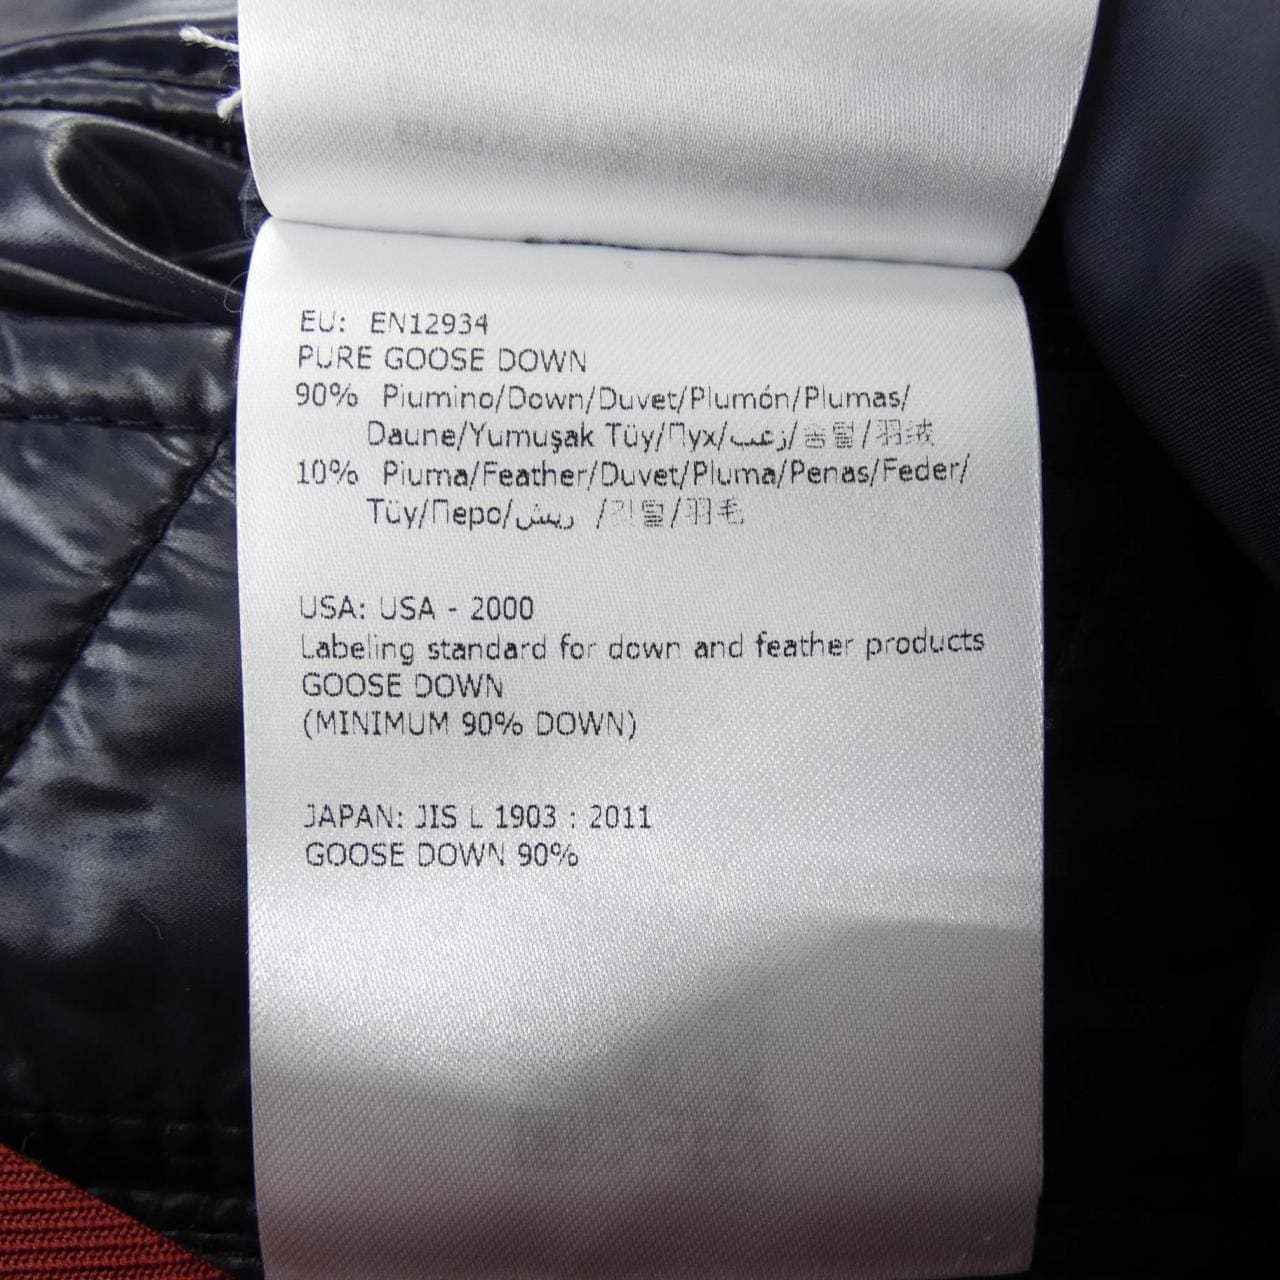 EU: EN12934
PURE GOOSE DOWN
90% Piumino/Down/Duvet/Plumón/Plumas/
Daune/Yumuşak Tüy/Пух/زغب/솜털/羽绒
10% Piuma/Feather/Duvet/Pluma/Penas/Feder/
Tüy/Перо/ريش /깃털/羽毛
USA: USA - 2000
Labeling standard for down and feather products
GOOSE DOWN
(MINIMUM 90% DOWN)
JAPAN: JIS L 1903 : 2011
GOOSE DOWN 90%